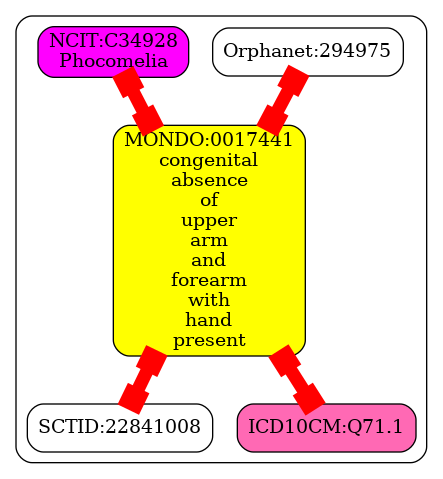 NCIT:C34928
Phocomelia
Orphanet:294975
MONDO:0017441
congenital
absence
of
upper
arm
and
forearm
with
hand
present
SCTID:22841008
ICD10CM:Q71.1